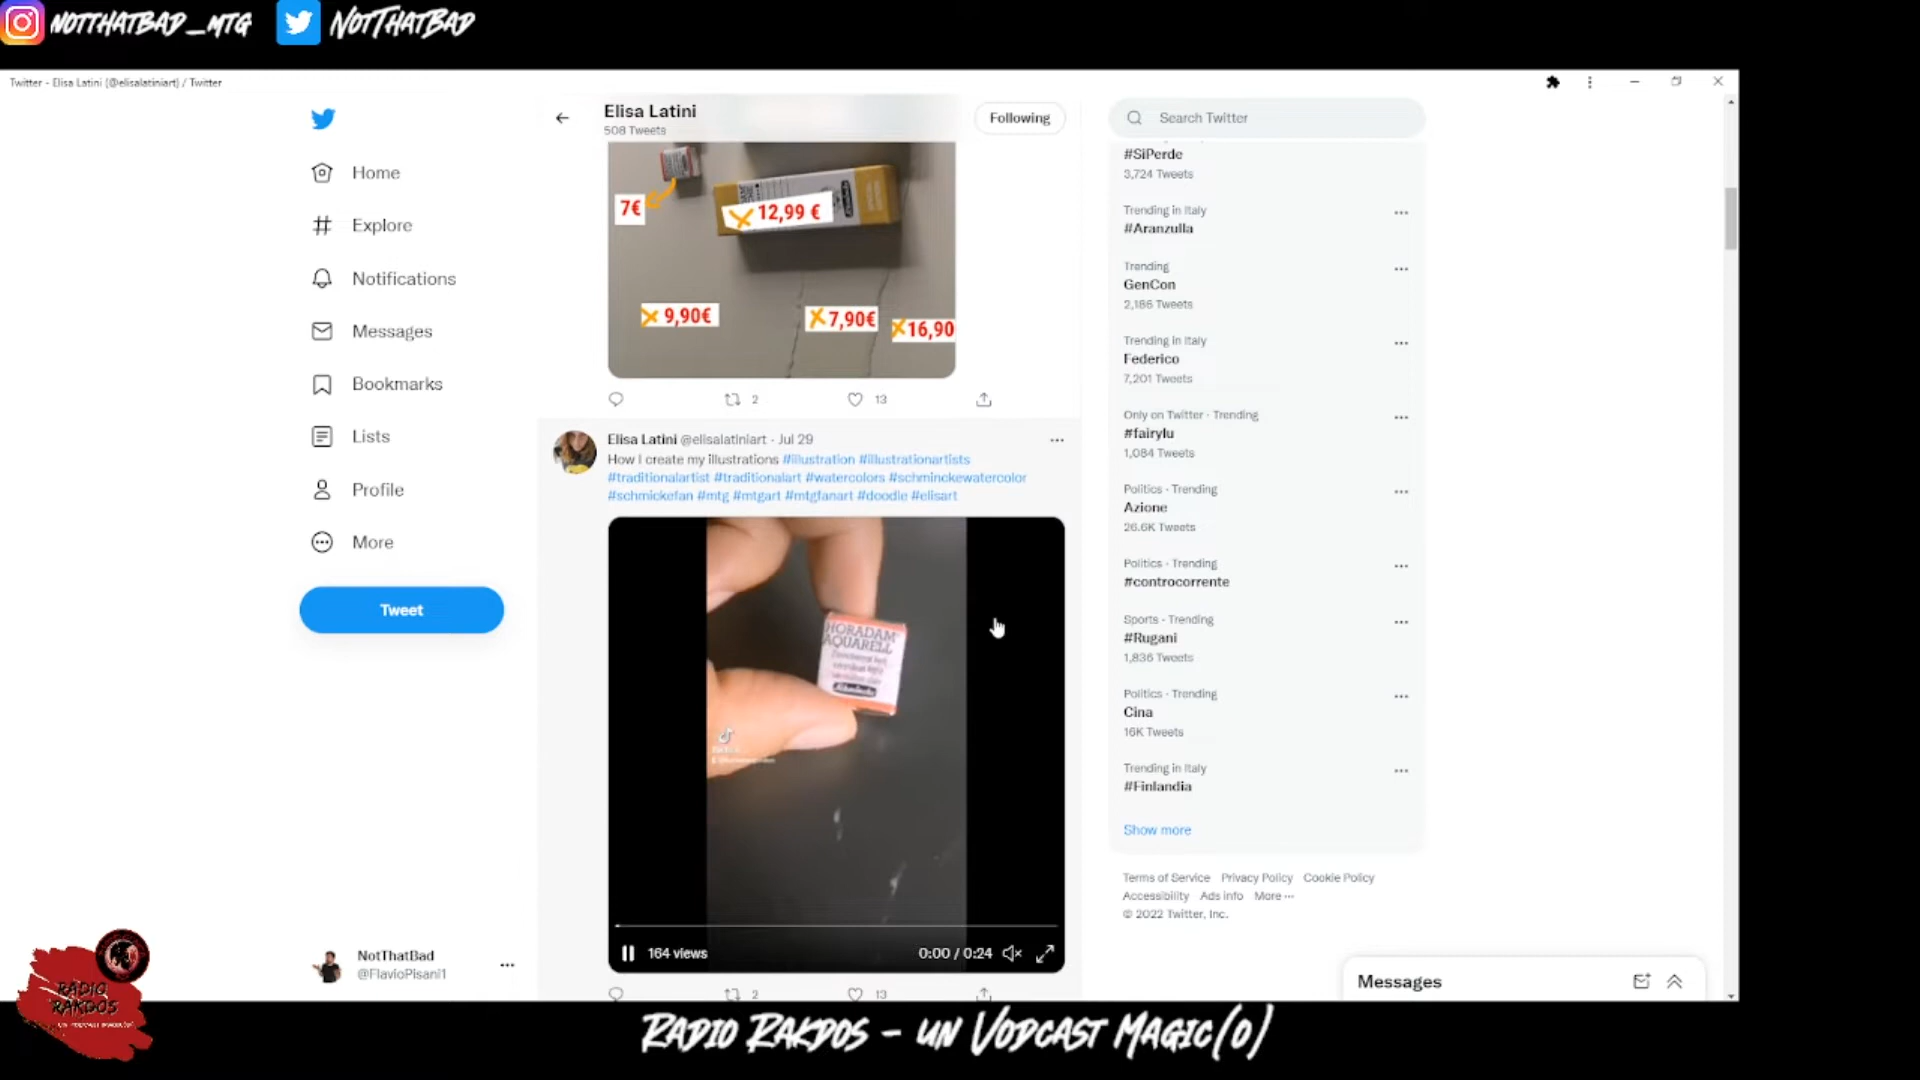 NOTTHATBAD_MTG NOTTHATBAD
Twitter - Elisa Latini (@elisalatiniart) / Twitter
Home
Explore
Notifications
Messages
Bookmarks
Lists
Profile
More
Tweet
NotThatBad
@FlavioPisani1
Elisa Latini
508 Tweets
Following
7€
12,99 €
9,90€
7,90€
16,90
2 13
Elisa Latini @elisalatiniart · Jul 29
How I create my illustrations #illustration #illustrationartists
#traditionalartist #traditionalart #watercolors #schminckewatercolor
#schmickefan #mtg #mtgart #mtgfanart #doodle #elisart
HORADAM
AQUARELL
164 views 0:00 / 0:24
2 13
Search Twitter
#SiPerde
3,724 Tweets
Trending in Italy
#Aranzulla
Trending
GenCon
2,186 Tweets
Trending in Italy
Federico
7,201 Tweets
Only on Twitter · Trending
#fairylu
1,084 Tweets
Politics · Trending
Azione
26.6K Tweets
Politics · Trending
#controcorrente
Sports · Trending
#Rugani
1,836 Tweets
Politics · Trending
Cina
16K Tweets
Trending in Italy
#Finlandia
Show more
Terms of Service Privacy Policy Cookie Policy
Accessibility Ads info More ···
© 2022 Twitter, Inc.
Messages
RADIO
RAKDOS
UN VODCAST MAGIC(O)
RADIO RAKDOS - UN VODCAST MAGIC(O)